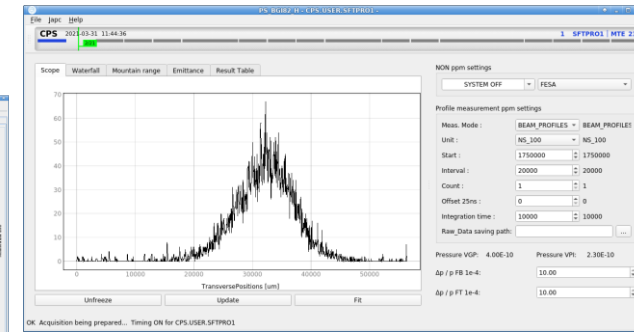 PS_BGI82_H - CPS.USER.SFTPRO1 -
File Japc Help
CPS 2021-03-31 11:44:36 1 SFTPRO1 MTE
Scope Waterfall Mountain range Emittance Result Table
70
60
50
40
30
20
10
0
0 10000 20000 30000 40000 50000
TransversePositions [um]
Unfreeze Update Fit
NON ppm settings
SYSTEM OFF FESA
Profile measurement ppm settings
Meas. Mode : BEAM_PROFILES BEAM_PROFILES
Unit : NS_100 NS_100
Start : 1750000 1750000
Interval : 20000 20000
Count : 1 1
Offset 25ns : 0 0
Integration time : 10000 10000
Raw_Data saving path: ...
Pressure VGP: 4.00E-10 Pressure VPI: 2.30E-10
Δp / p FB 1e-4: 10.00
Δp / p FT 1e-4: 10.00
OK Acquisition being prepared... Timing ON for CPS.USER.SFTPRO1